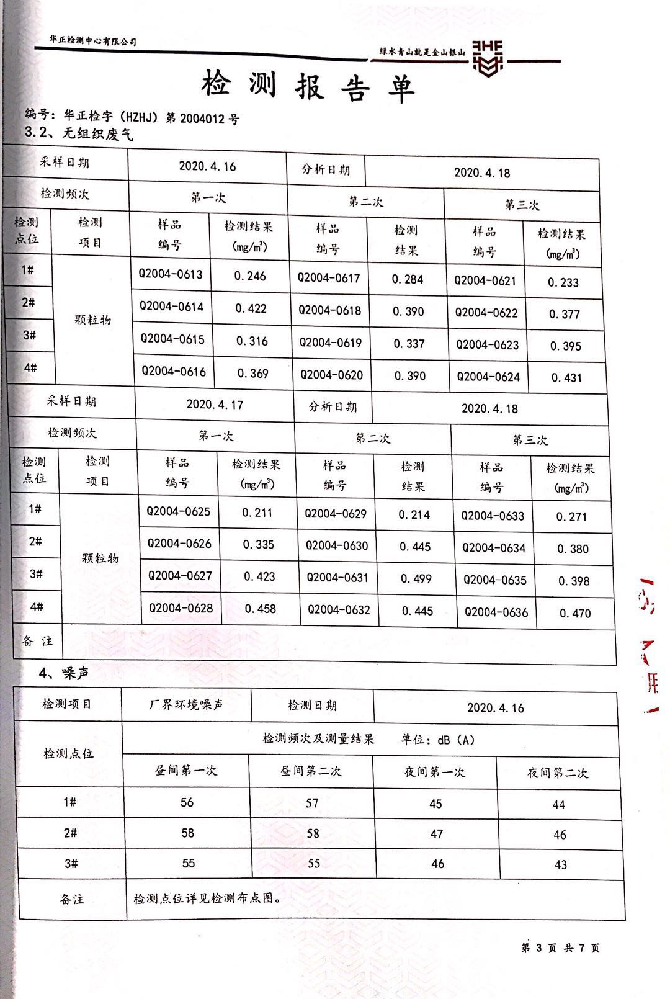 华正检测中心有限公司
绿水青山就是金山银山
检测报告单
编号：华正检字（HZHJ）第 2004012 号
3.2、无组织废气
采样日期 2020.4.16 分析日期 2020.4.18
检测频次 第一次 第二次 第三次
检测点位 检测项目 样品编号 检测结果(mg/m³) 样品编号 检测结果 样品编号 检测结果(mg/m³)
1# Q2004-0613 0.246 Q2004-0617 0.284 Q2004-0621 0.233
2# Q2004-0614 0.422 Q2004-0618 0.390 Q2004-0622 0.377
颗粒物
3# Q2004-0615 0.316 Q2004-0619 0.337 Q2004-0623 0.395
4# Q2004-0616 0.369 Q2004-0620 0.390 Q2004-0624 0.431
采样日期 2020.4.17 分析日期 2020.4.18
检测频次 第一次 第二次 第三次
检测点位 检测项目 样品编号 检测结果(mg/m³) 样品编号 检测结果 样品编号 检测结果(mg/m³)
1# Q2004-0625 0.211 Q2004-0629 0.214 Q2004-0633 0.271
2# Q2004-0626 0.335 Q2004-0630 0.445 Q2004-0634 0.380
颗粒物
3# Q2004-0627 0.423 Q2004-0631 0.499 Q2004-0635 0.398
4# Q2004-0628 0.458 Q2004-0632 0.445 Q2004-0636 0.470
备 注
4、噪声
检测项目 厂界环境噪声 检测日期 2020.4.16
检测点位 检测频次及测量结果 单位：dB（A）
昼间第一次 昼间第二次 夜间第一次 夜间第二次
1# 56 57 45 44
2# 58 58 47 46
3# 55 55 46 43
备注 检测点位详见检测布点图。
第 3 页 共 7 页